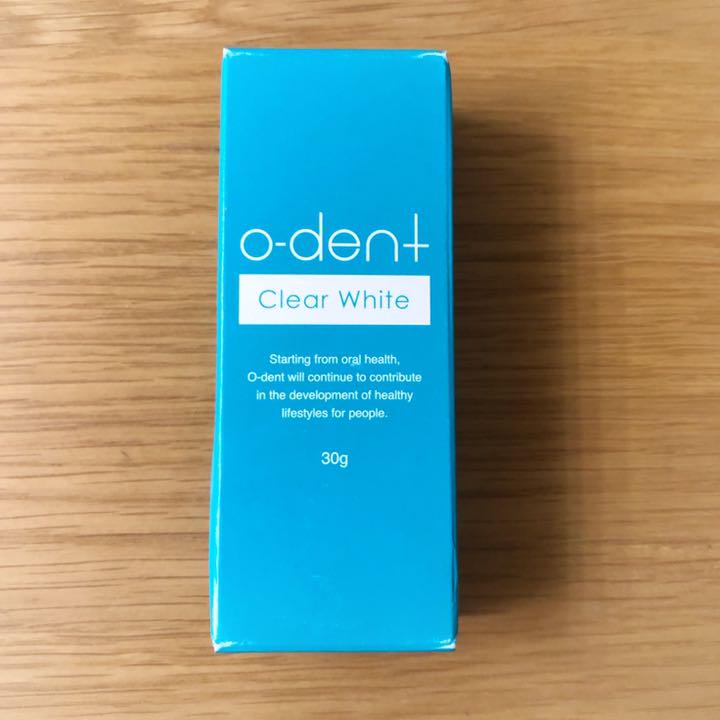 o-dent
Clear White
Starting from oral health,
O-dent will continue to contribute
in the development of healthy
lifestyles for people.
30g